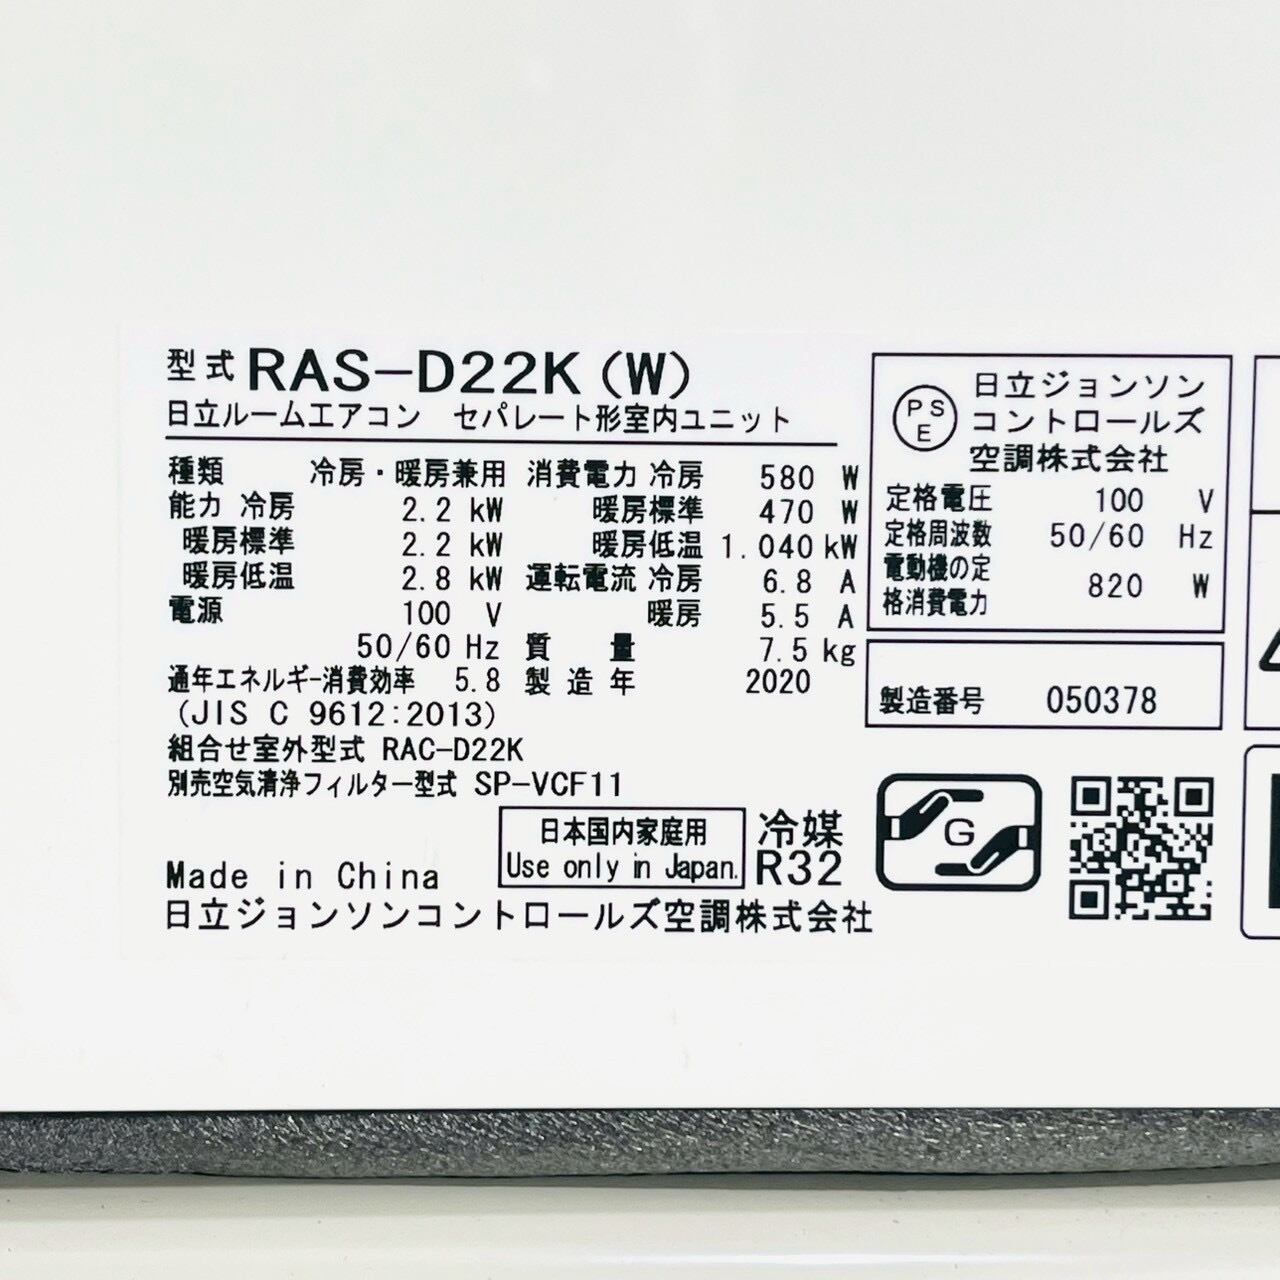 型式 RAS-D22K(W)
日立ルームエアコン セパレート形室内ユニット
種類 冷房・暖房兼用
能力 冷房 2.2 kW
暖房標準 2.2 kW
暖房低温 2.8 kW
電源 100 V
50/60 Hz
通年エネルギー消費効率 5.8
(JIS C 9612:2013)
組合せ室外型式 RAC-D22K
別売空気清浄フィルター型式 SP-VCF11
消費電力 冷房 580 W
暖房標準 470 W
暖房低温 1.040 kW
運転電流 冷房 6.8 A
暖房 5.5 A
質量 7.5 kg
製造年 2020
日本国内家庭用
Use only in Japan.
冷媒
R32
Made in China
日立ジョンソンコントロールズ空調株式会社
PS
E
日立ジョンソン
コントロールズ
空調株式会社
定格電圧 100 V
定格周波数 50/60 Hz
電動機の定
格消費電力 820 W
製造番号 050378
G